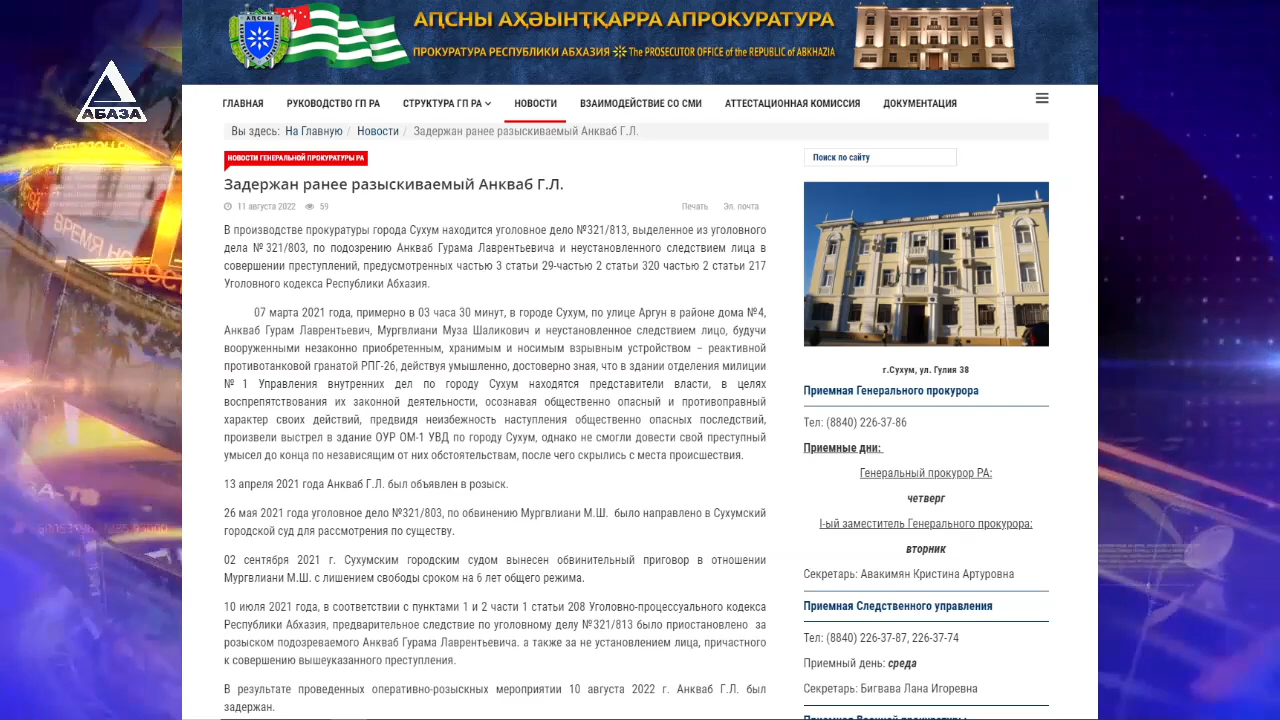 АԤСНЫ АҲӘЫНҬҚАРРА АПРОКУРАТУРА
ПРОКУРАТУРА РЕСПУБЛИКИ АБХАЗИЯ The PROSECUTOR OFFICE of the REPUBLIC of ABKHAZIA
АБАЗА
ГЛАВНАЯ РУКОВОДСТВО ГП РА СТРУКТУРА ГП РА НОВОСТИ ВЗАИМОДЕЙСТВИЕ СО СМИ АТТЕСТАЦИОННАЯ КОМИССИЯ ДОКУМЕНТАЦИЯ
Вы здесь: На Главную / Новости / Задержан ранее разыскиваемый Анкваб Г.Л.
НОВОСТИ ГЕНЕРАЛЬНОЙ ПРОКУРАТУРЫ РА
Задержан ранее разыскиваемый Анкваб Г.Л.
11 августа 2022 59 Печать Эл. почта
В производстве прокуратуры города Сухум находится уголовное дело №321/813, выделенное из уголовного
дела №321/803, по подозрению Анкваб Гурама Лаврентьевича и неустановленного следствием лица в
совершении преступлений, предусмотренных частью 3 статьи 29-частью 2 статьи 320 частью 2 статьи 217
Уголовного кодекса Республики Абхазия.
07 марта 2021 года, примерно в 03 часа 30 минут, в городе Сухум, по улице Аргун в районе дома №4,
Анкваб Гурам Лаврентьевич, Мургвлиани Муза Шаликович и неустановленное следствием лицо, будучи
вооруженными незаконно приобретенным, хранимым и носимым взрывным устройством – реактивной
противотанковой гранатой РПГ-26, действуя умышленно, достоверно зная, что в здании отделения милиции
№1 Управления внутренних дел по городу Сухум находятся представители власти, в целях
воспрепятствования их законной деятельности, осознавая общественно опасный и противоправный
характер своих действий, предвидя неизбежность наступления общественно опасных последствий,
произвели выстрел в здание ОУР ОМ-1 УВД по городу Сухум, однако не смогли довести свой преступный
умысел до конца по независящим от них обстоятельствам, после чего скрылись с места происшествия.
13 апреля 2021 года Анкваб Г.Л. был объявлен в розыск.
26 мая 2021 года уголовное дело №321/803, по обвинению Мургвлиани М.Ш. было направлено в Сухумский
городской суд для рассмотрения по существу.
02 сентября 2021 г. Сухумским городским судом вынесен обвинительный приговор в отношении
Мургвлиани М.Ш. с лишением свободы сроком на 6 лет общего режима.
10 июля 2021 года, в соответствии с пунктами 1 и 2 части 1 статьи 208 Уголовно-процессуального кодекса
Республики Абхазия, предварительное следствие по уголовному делу №321/813 было приостановлено за
розыском подозреваемого Анкваб Гурама Лаврентьевича. а также за не установлением лица, причастного
к совершению вышеуказанного преступления.
В результате проведенных оперативно-розыскных мероприятии 10 августа 2022 г. Анкваб Г.Л. был
задержан.
Поиск по сайту
г.Сухум, ул. Гулия 38
Приемная Генерального прокурора
Тел: (8840) 226-37-86
Приемные дни:
Генеральный прокурор РА:
четверг
I-ый заместитель Генерального прокурора:
вторник
Секретарь: Авакимян Кристина Артуровна
Приемная Следственного управления
Тел: (8840) 226-37-87, 226-37-74
Приемный день: среда
Секретарь: Бигвава Лана Игоревна
Приемная Военной прокуратуры
ВРЕМЯ НОВОС